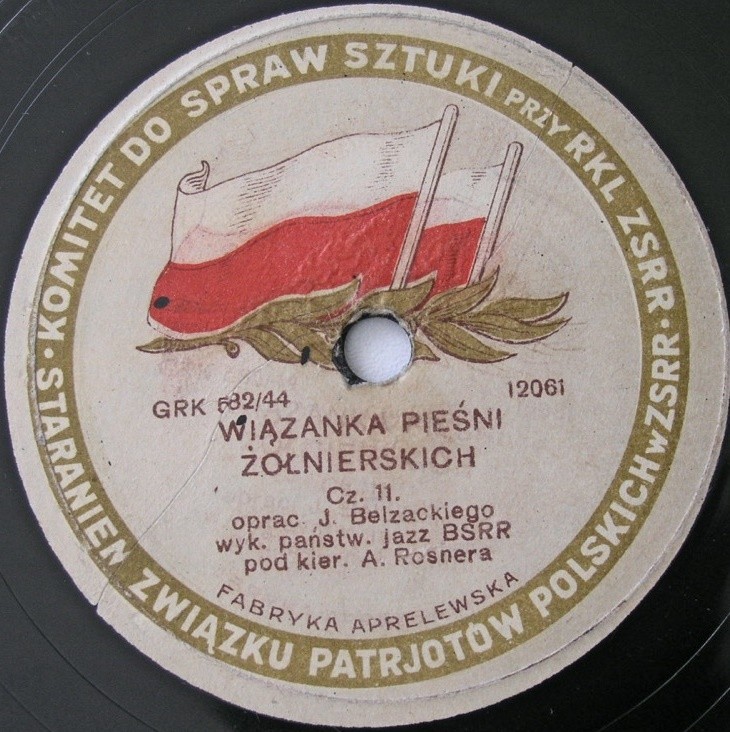 KOMITET DO SPRAW SZTUKI PRZY RKL ZSRR ·
STARANIEM ZWIĄZKU PATRJOTÓW POLSKICH w ZSRR ·
GRK 582/44
12061
WIĄZANKA PIEŚNI
ŻOŁNIERSKICH
Cz. 11.
oprac. J. Belzackiego
wyk. państw. jazz BSRR
pod kier. A. Rosnera
FABRYKA APRELEWSKA